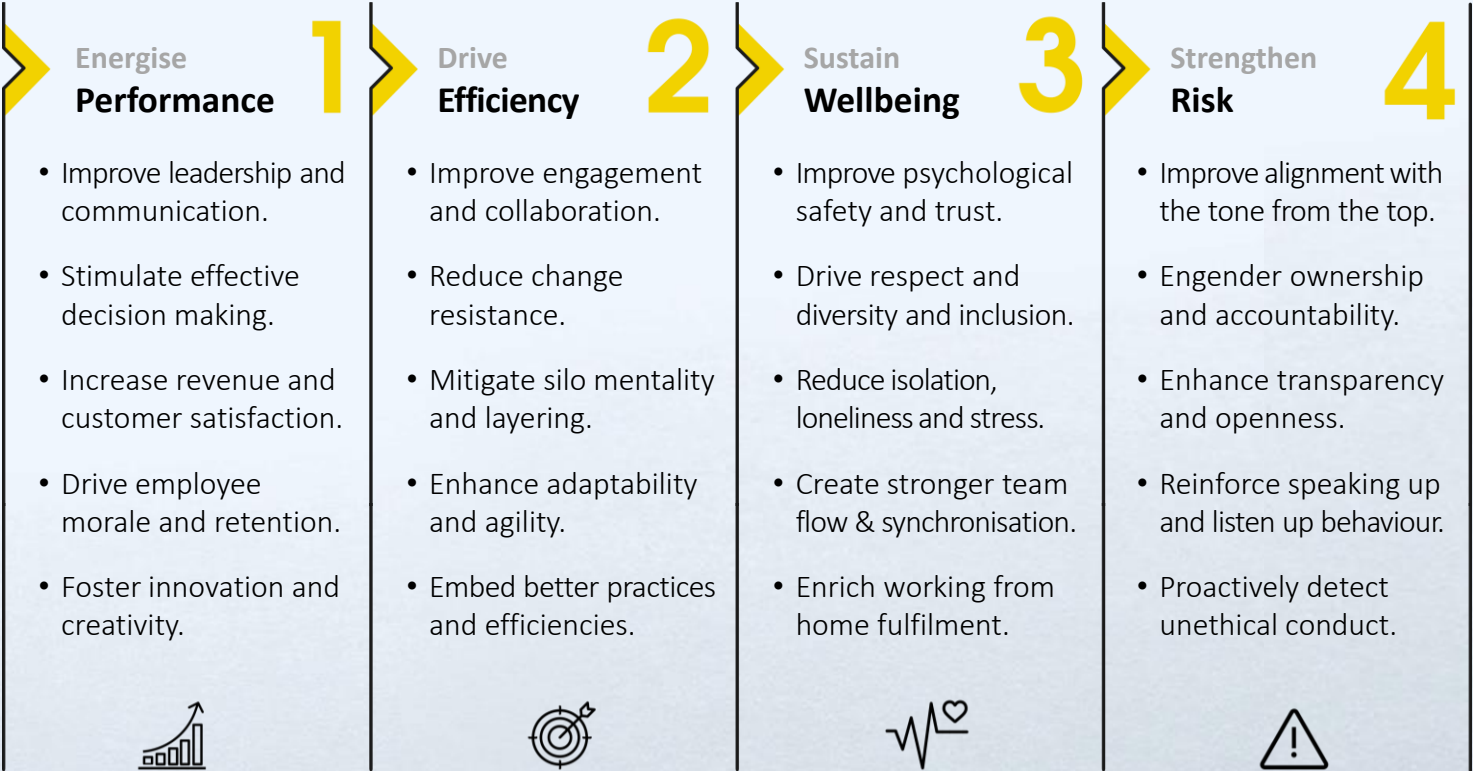 Energise
Performance
1
• Improve leadership and
communication.
• Stimulate effective
decision making.
• Increase revenue and
customer satisfaction.
• Drive employee
morale and retention.
• Foster innovation and
creativity.
Drive
Efficiency
2
• Improve engagement
and collaboration.
• Reduce change
resistance.
• Mitigate silo mentality
and layering.
• Enhance adaptability
and agility.
• Embed better practices
and efficiencies.
Sustain
Wellbeing
3
• Improve psychological
safety and trust.
• Drive respect and
diversity and inclusion.
• Reduce isolation,
loneliness and stress.
• Create stronger team
flow & synchronisation.
• Enrich working from
home fulfilment.
Strengthen
Risk
4
• Improve alignment with
the tone from the top.
• Engender ownership
and accountability.
• Enhance transparency
and openness.
• Reinforce speaking up
and listen up behaviour.
• Proactively detect
unethical conduct.